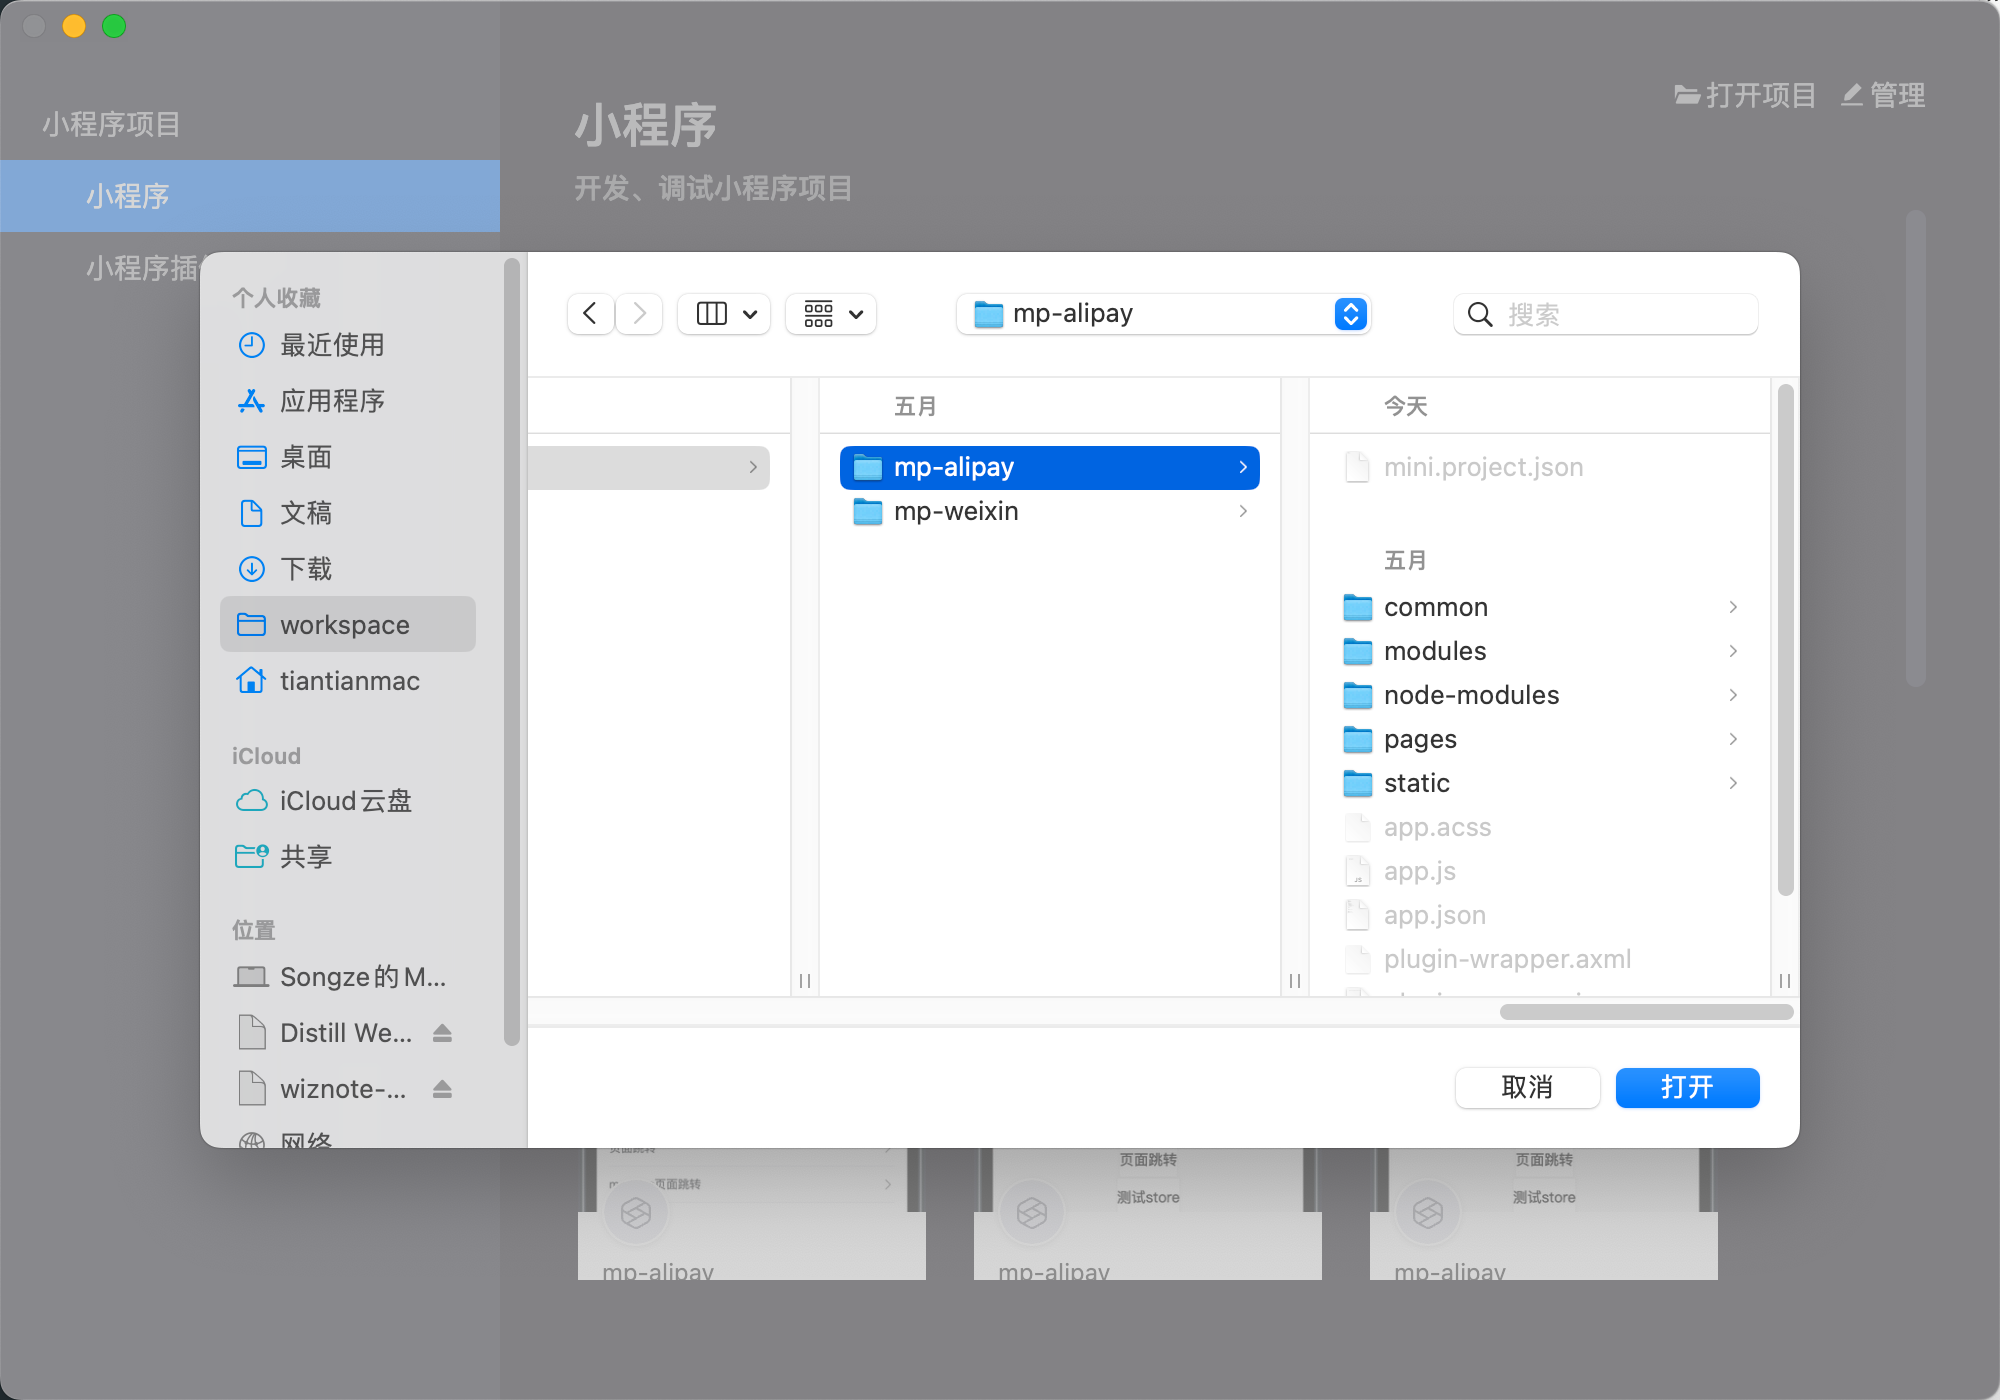 小程序项目
小程序
小程序插
小程序
开发、调试小程序项目
打开项目
管理
个人收藏
最近使用
应用程序
桌面
文稿
下载
workspace
tiantianmac
iCloud
iCloud云盘
共享
位置
Songze的 M...
Distill We...
wiznote-...
网络
mp-alipay
搜索
五月
mp-alipay
mp-weixin
今天
mini.project.json
五月
common
modules
node-modules
pages
static
app.acss
app.js
app.json
plugin-wrapper.axml
取消
打开
页面跳转
页面跳转
mp-alipay
页面跳转
测试store
mp-alipay
页面跳转
测试store
mp-alipay